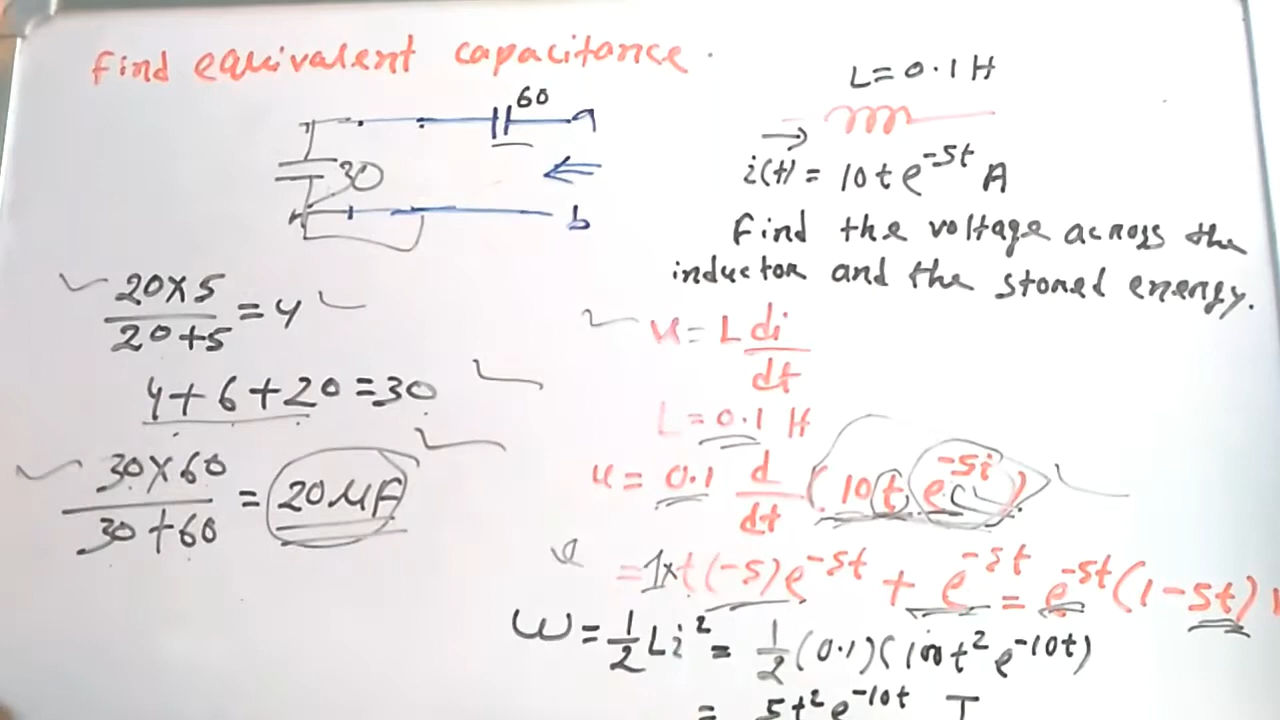 Find equivalent capacitance.
60
a
30
b
20×5/20+5 = 4
4+6+20=30
30×60/30+60 = 20μF
L=0.1H
i(t) = 10te^-5t A
Find the voltage across the
inductor and the stored energy.
u = L di/dt
L=0.1 H
u = 0.1 d/dt (10t e^-5t)
=1×t(-5)e^-5t + e^-5t = e^-5t(1-5t)
W = 1/2 Li² = 1/2 (0.1)(100t² e^-10t)
= 5t²e^-10t J